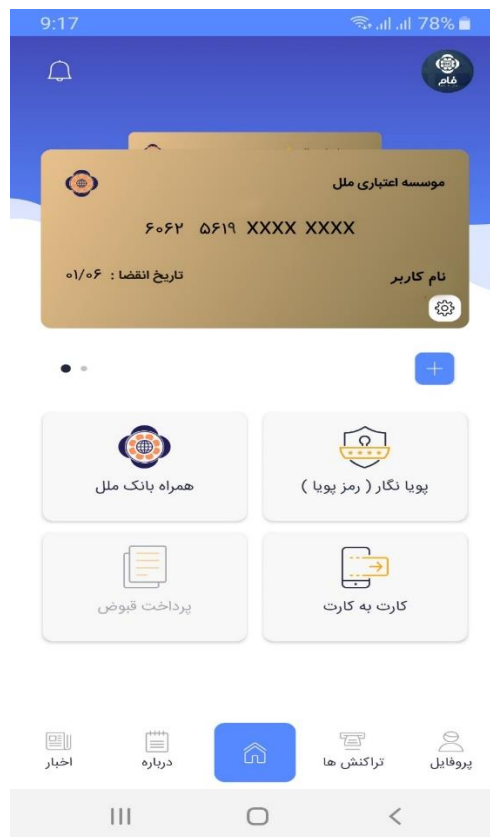 9:17 78%
فام
موسسه اعتباری ملل
۶۰۶۲ ۵۶۱۹ XXXX XXXX
نام کاربر
تاریخ انقضا : ۰۱/۰۶
پویا نگار ( رمز پویا )
همراه بانک ملل
کارت به کارت
پرداخت قبوض
پروفایل
تراکنش ها
درباره
اخبار